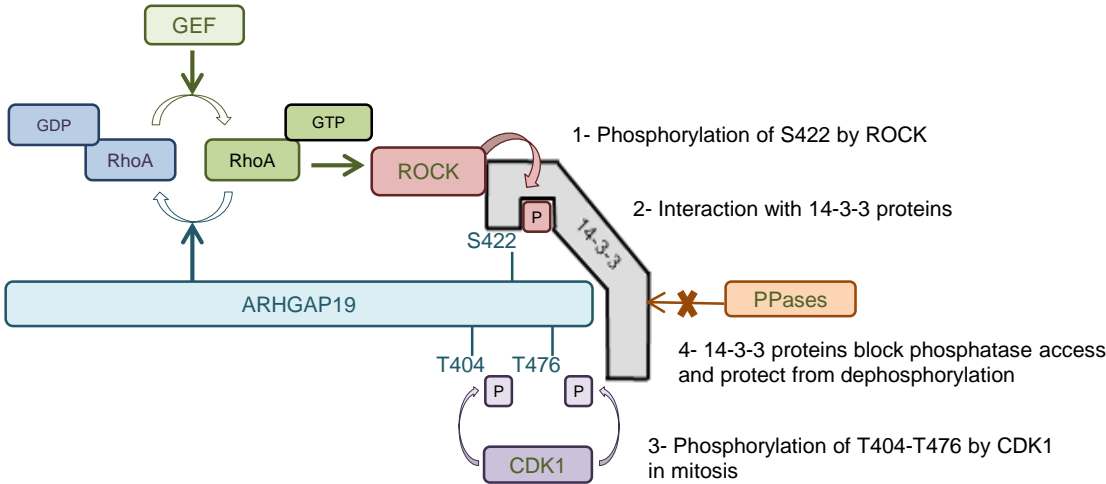 GEF
GDP
GTP
RhoA
RhoA
ROCK
1- Phosphorylation of S422 by ROCK
P
2- Interaction with 14-3-3 proteins
14-3-3
S422
ARHGAP19
PPases
T404
T476
4- 14-3-3 proteins block phosphatase access
and protect from dephosphorylation
P
P
3- Phosphorylation of T404-T476 by CDK1
in mitosis
CDK1